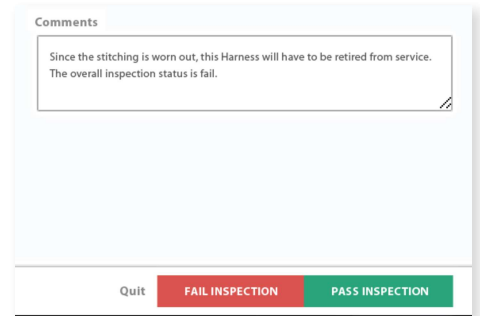 Comments
Since the stitching is worn out, this Harness will have to be retired from service.
The overall inspection status is fail.
Quit
FAIL INSPECTION
PASS INSPECTION